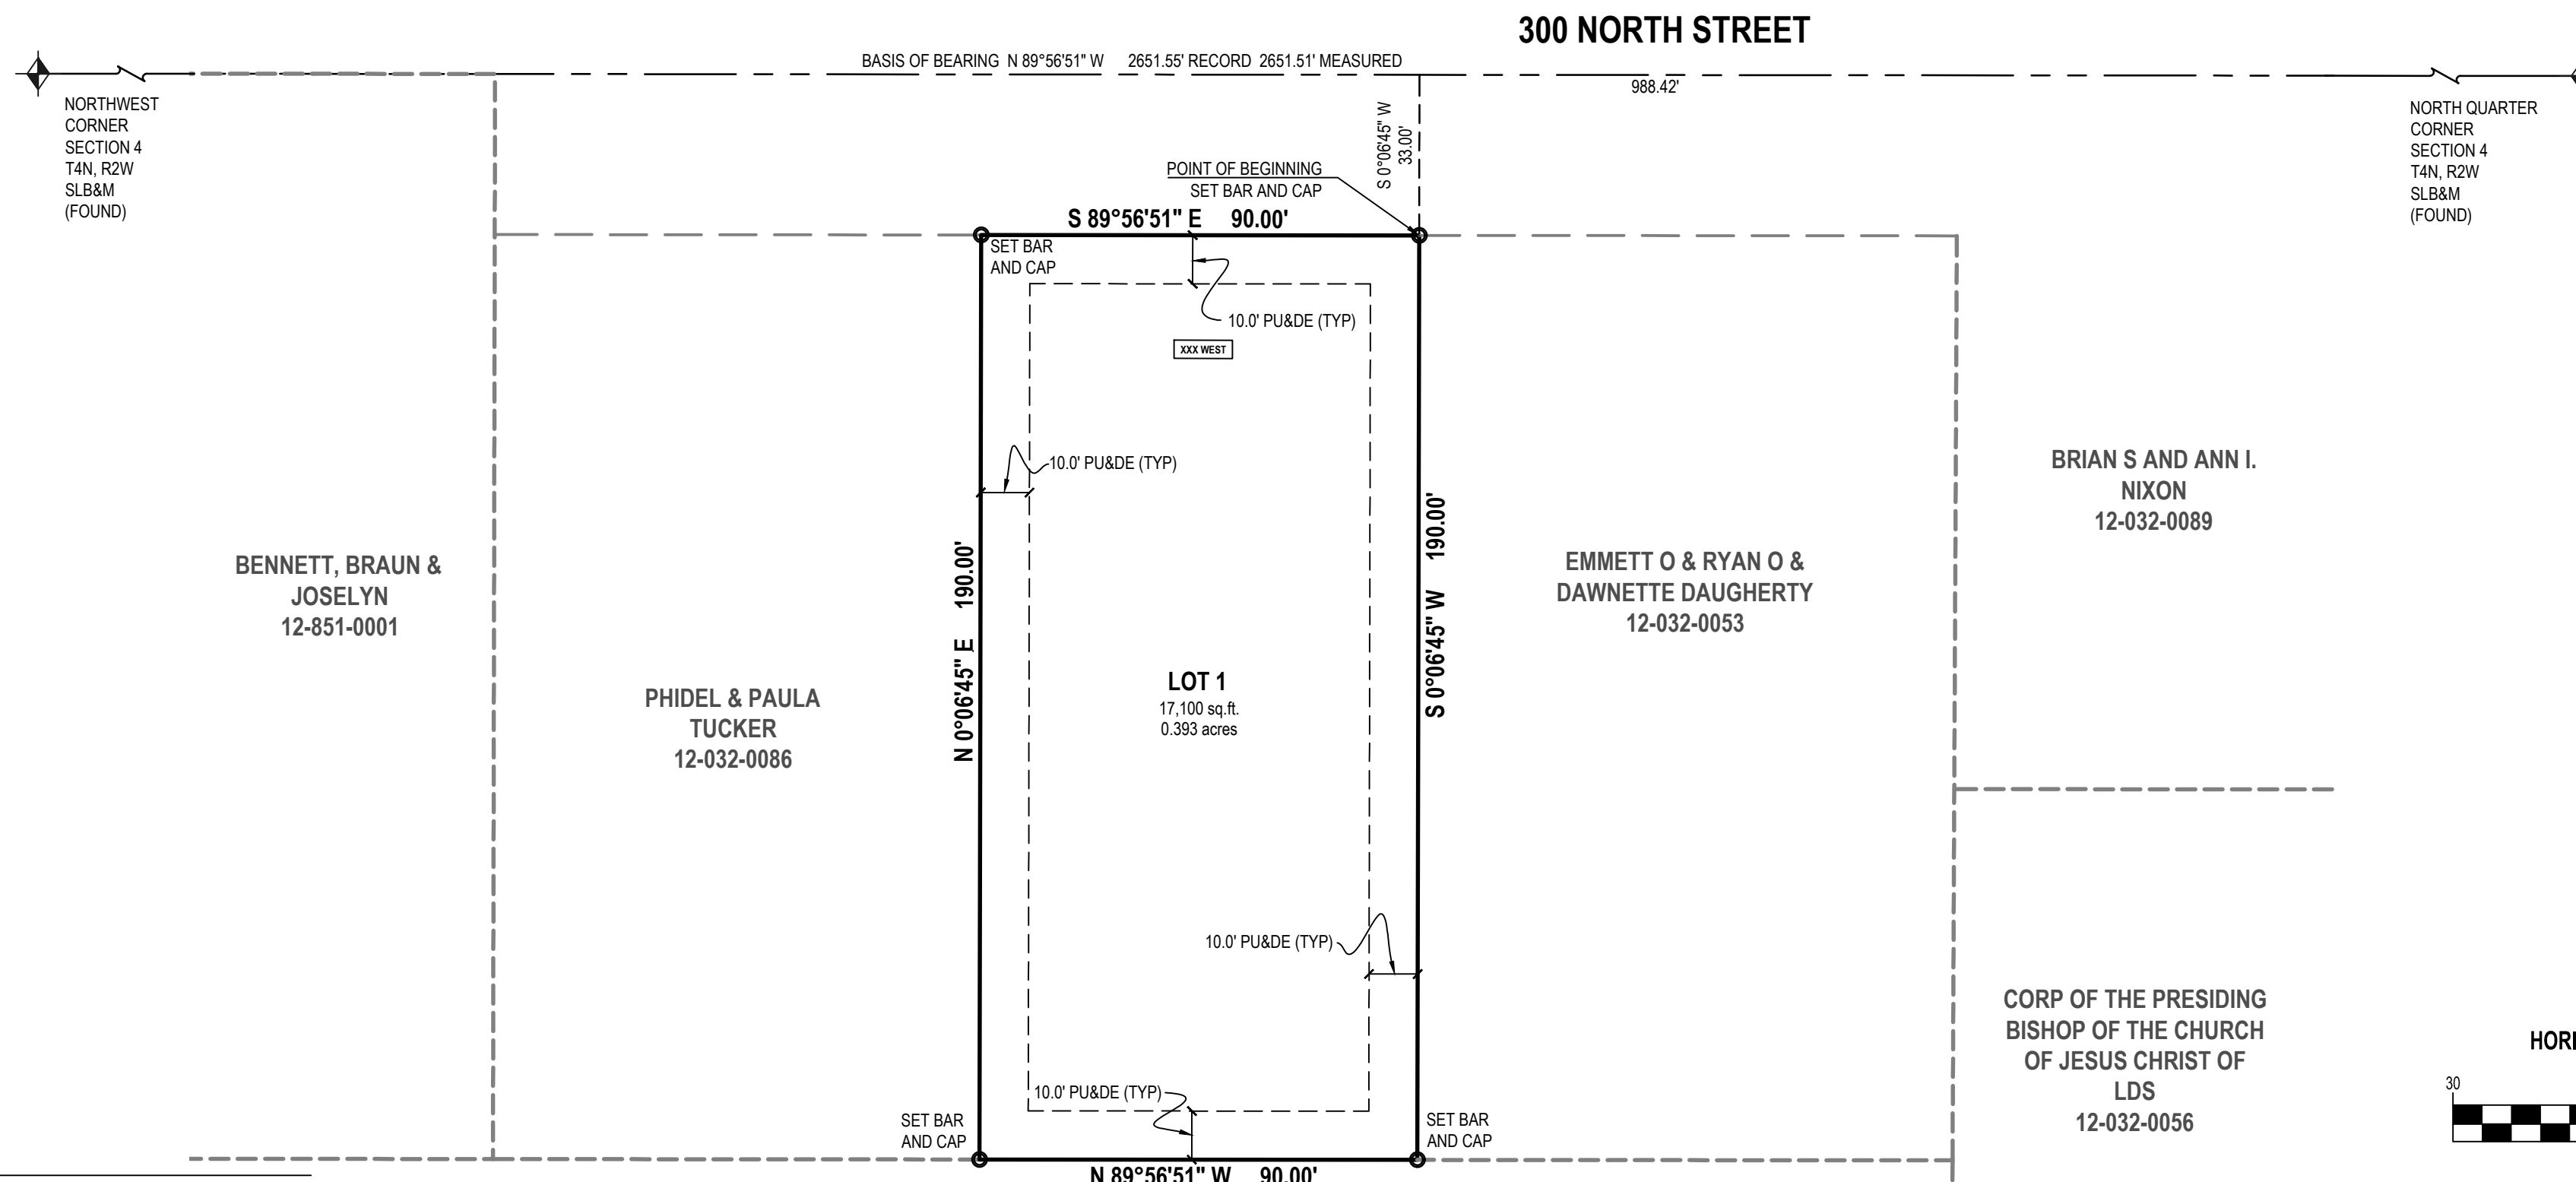 300 NORTH STREET
BASIS OF BEARING N 89°56'51" W 2651.55' RECORD 2651.51' MEASURED
988.42'
NORTHWEST
CORNER
SECTION 4
T4N, R2W
SLB&M
(FOUND)
NORTH QUARTER
CORNER
SECTION 4
T4N, R2W
SLB&M
(FOUND)
S 0°06'45" W
33.00'
POINT OF BEGINNING
SET BAR AND CAP
S 89°56'51" E 90.00'
SET BAR
AND CAP
10.0' PU&DE (TYP)
XXX WEST
10.0' PU&DE (TYP)
N 0°06'45" E 190.00'
S 0°06'45" W 190.00'
BENNETT, BRAUN &
JOSELYN
12-851-0001
PHIDEL & PAULA
TUCKER
12-032-0086
LOT 1
17,100 sq.ft.
0.393 acres
EMMETT O & RYAN O &
DAWNETTE DAUGHERTY
12-032-0053
BRIAN S AND ANN I.
NIXON
12-032-0089
10.0' PU&DE (TYP)
CORP OF THE PRESIDING
BISHOP OF THE CHURCH
OF JESUS CHRIST OF
LDS
12-032-0056
10.0' PU&DE (TYP)
SET BAR
AND CAP
SET BAR
AND CAP
N 89°56'51" W 90.00'
30